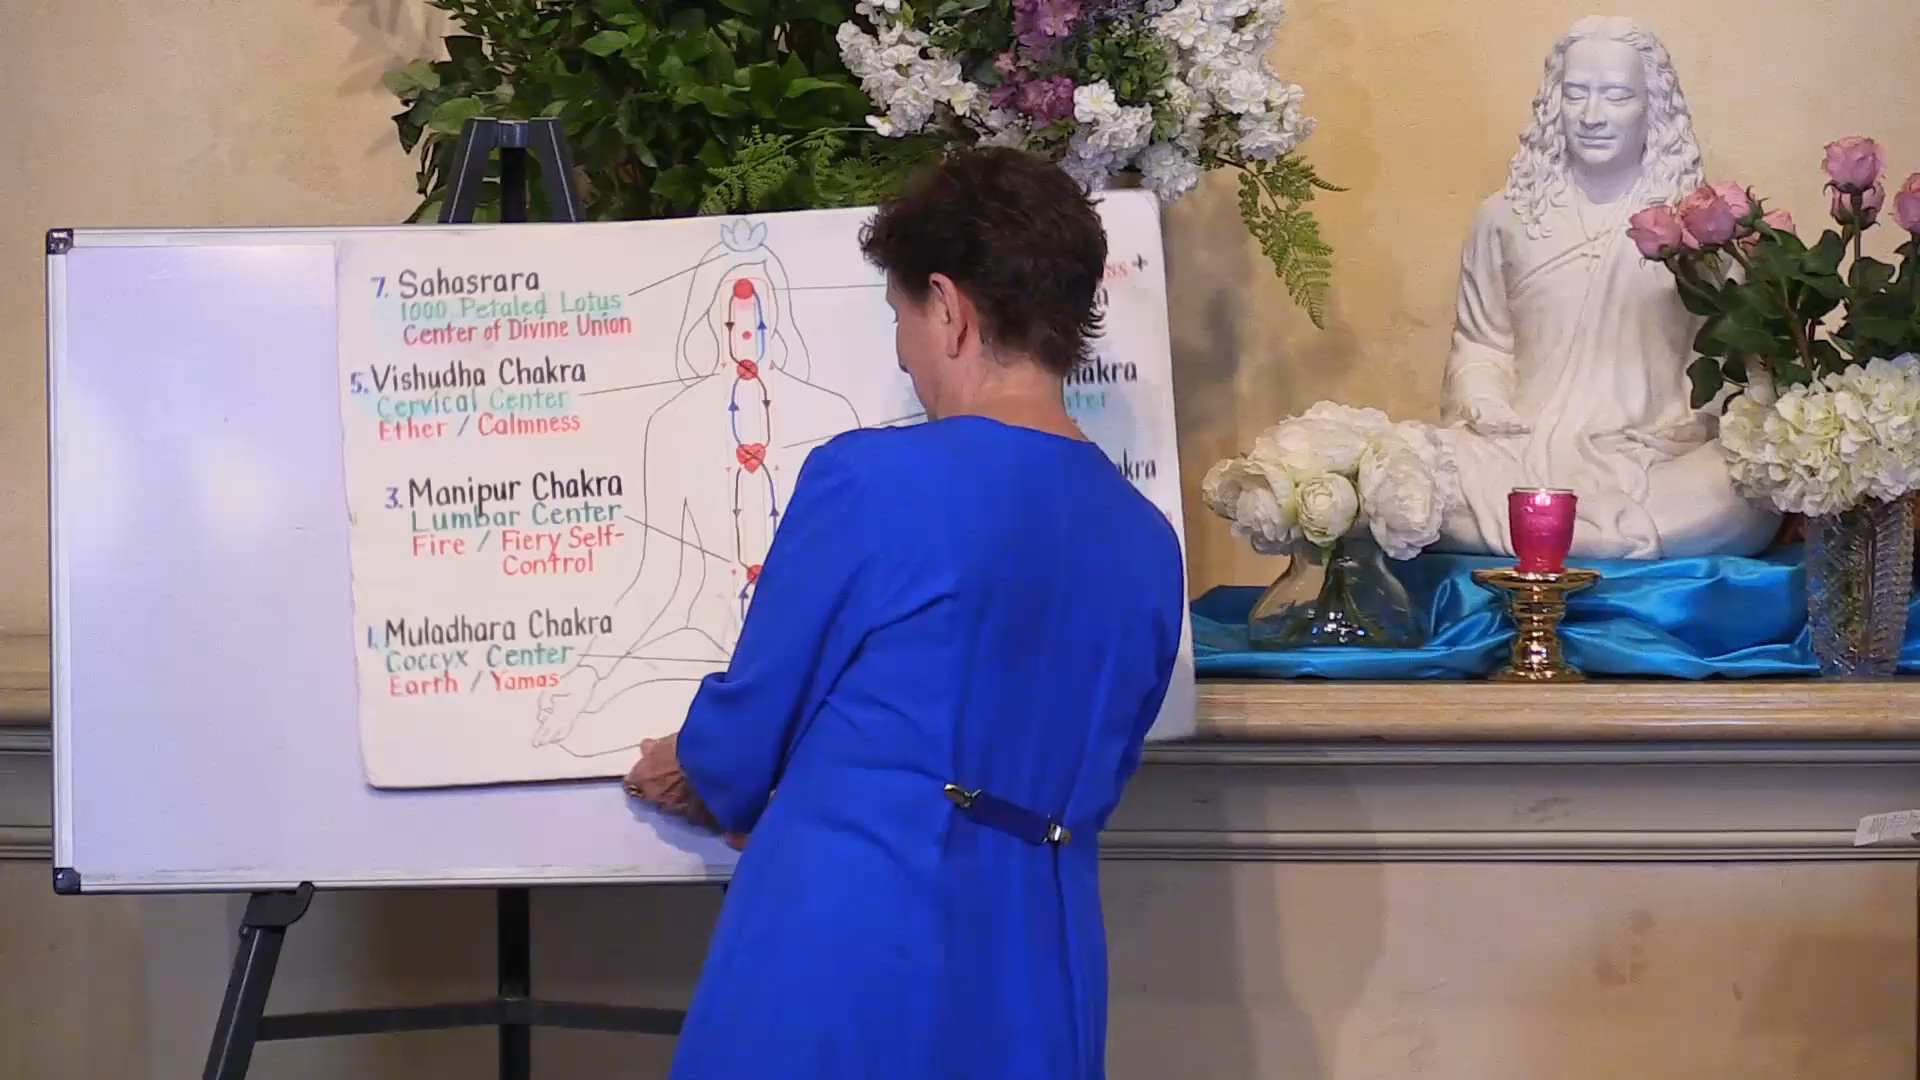 7. Sahasrara
1000 Petaled Lotus
Center of Divine Union
5. Vishudha Chakra
Cervical Center
Ether / Calmness
3. Manipur Chakra
Lumbar Center
Fire / Fiery Self-
Control
1. Muladhara Chakra
Coccyx Center
Earth / Yamas